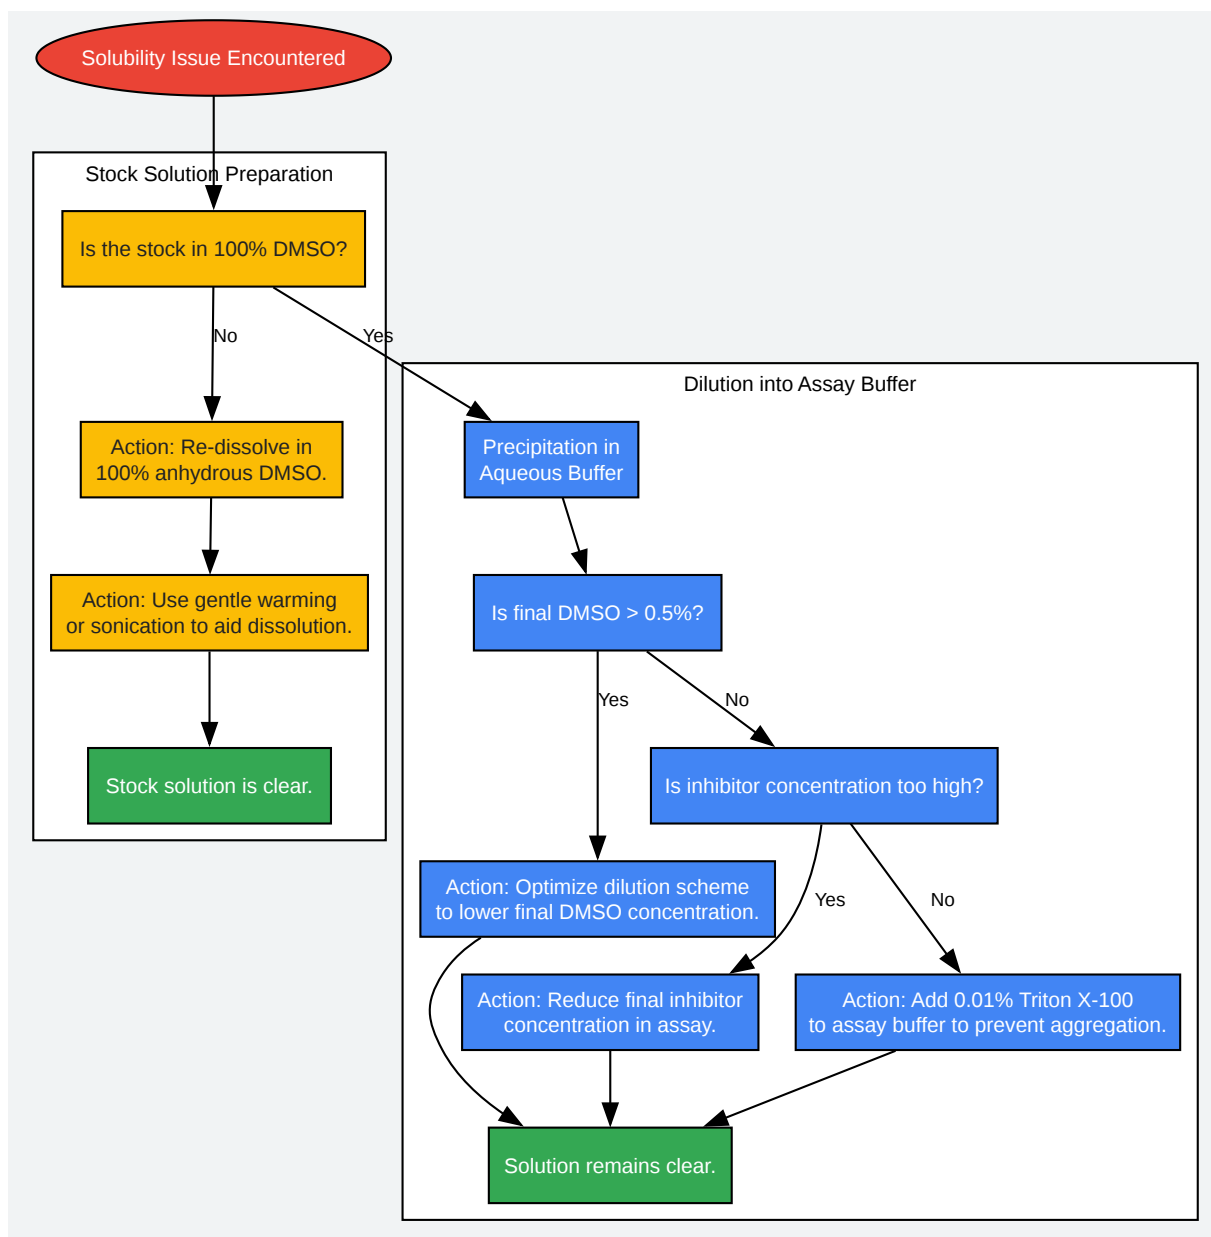 Solubility Issue Encountered
Stock Solution Preparation
Is the stock in 100% DMSO?
No
Yes
Action: Re-dissolve in
100% anhydrous DMSO.
Action: Use gentle warming
or sonication to aid dissolution.
Stock solution is clear.
Dilution into Assay Buffer
Precipitation in
Aqueous Buffer
Is final DMSO > 0.5%?
Yes
No
Is inhibitor concentration too high?
Action: Optimize dilution scheme
to lower final DMSO concentration.
Yes
No
Action: Reduce final inhibitor
concentration in assay.
Action: Add 0.01% Triton X-100
to assay buffer to prevent aggregation.
Solution remains clear.